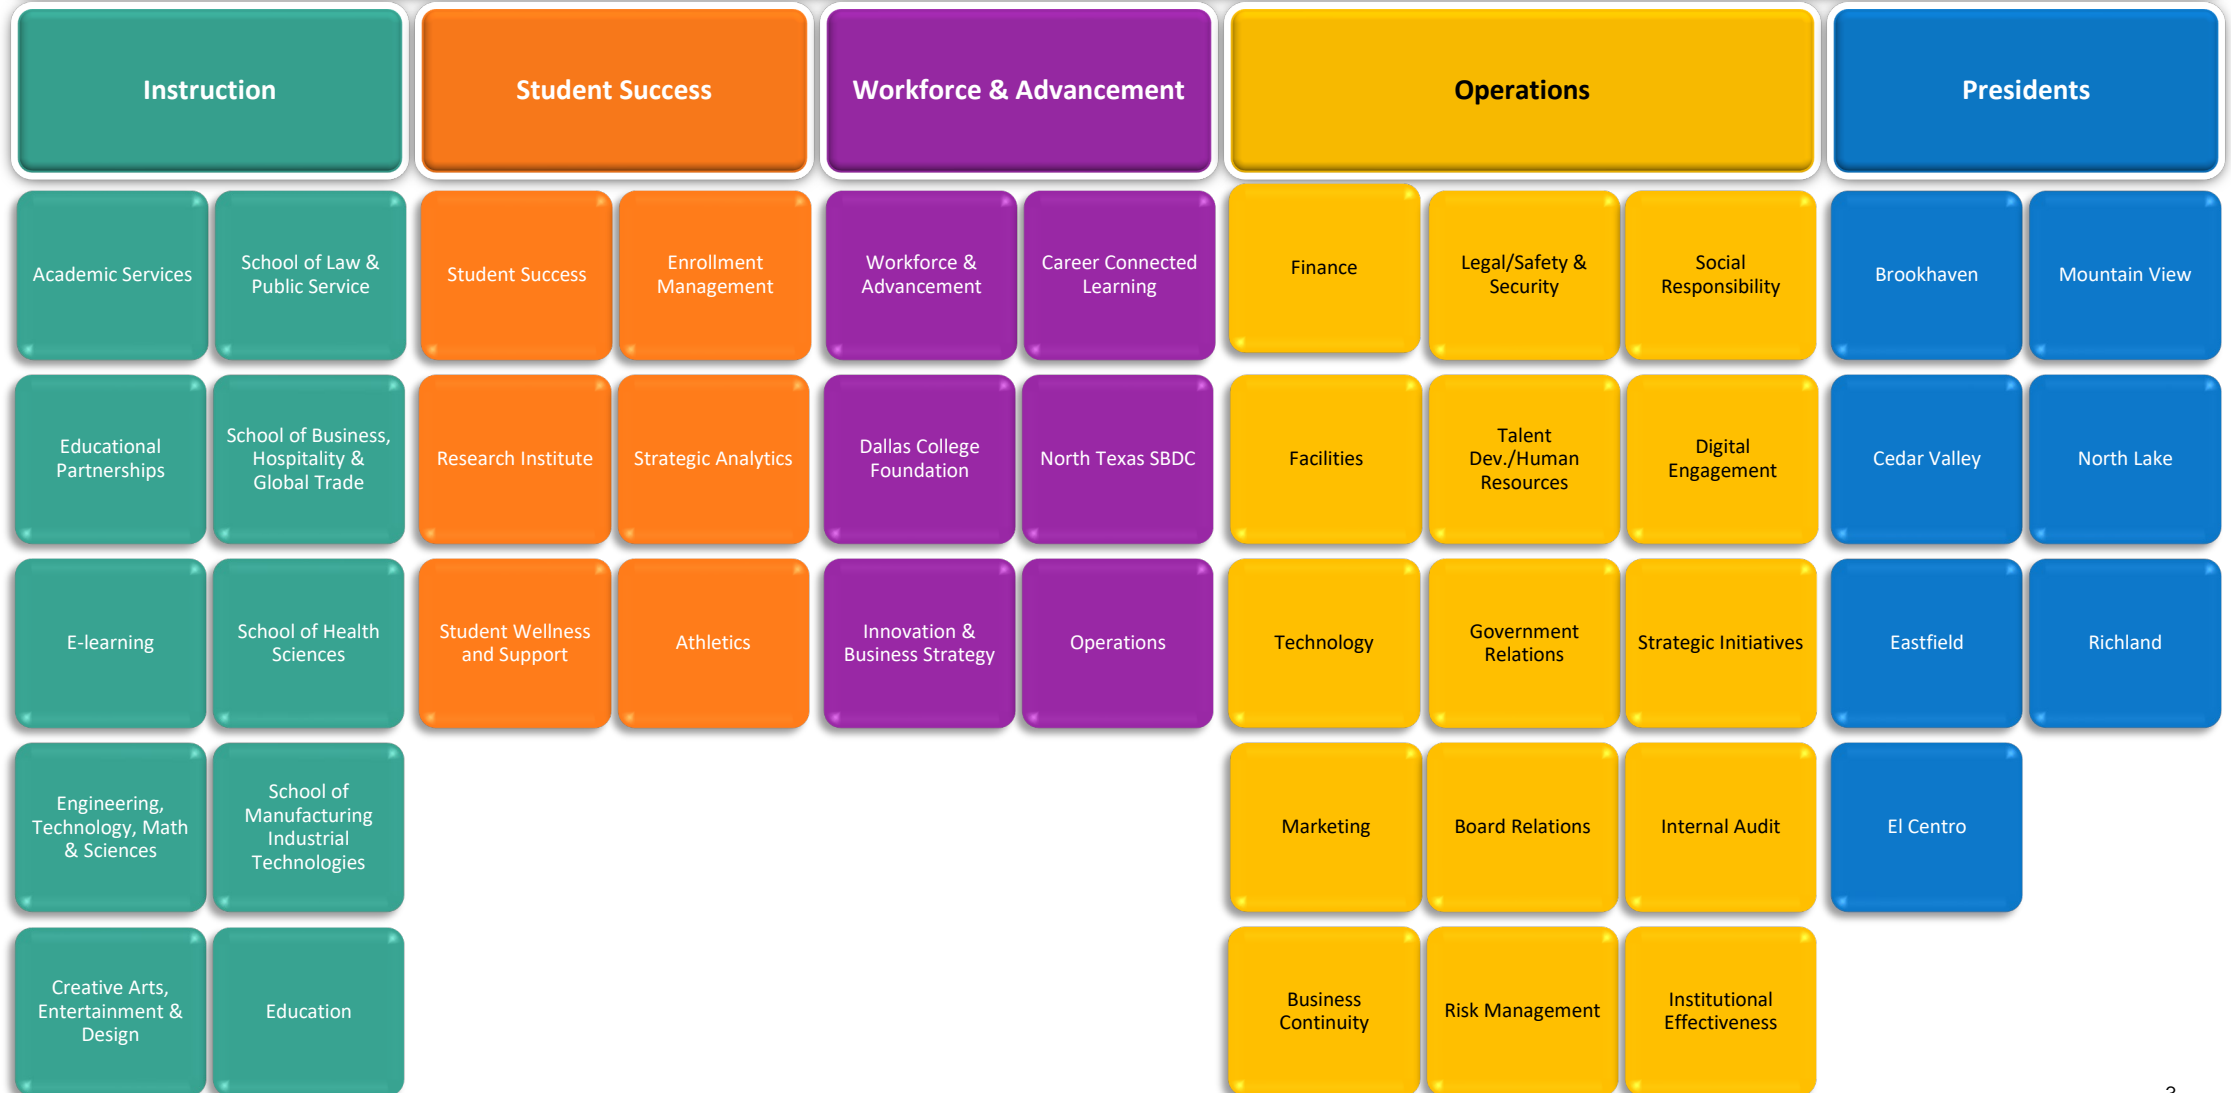 Instruction
Student Success
Workforce & Advancement
Operations
Presidents
Academic Services
School of Law &
Public Service
Student Success
Enrollment
Management
Workforce &
Advancement
Career Connected
Learning
Finance
Legal/Safety &
Security
Social
Responsibility
Brookhaven
Mountain View
Educational
Partnerships
School of Business,
Hospitality &
Global Trade
Research Institute
Strategic Analytics
Dallas College
Foundation
North Texas SBDC
Facilities
Talent
Dev./Human
Resources
Digital
Engagement
Cedar Valley
North Lake
E-learning
School of Health
Sciences
Student Wellness
and Support
Athletics
Innovation &
Business Strategy
Operations
Technology
Government
Relations
Strategic Initiatives
Eastfield
Richland
Engineering,
Technology, Math
& Sciences
School of
Manufacturing
Industrial
Technologies
Marketing
Board Relations
Internal Audit
El Centro
Creative Arts,
Entertainment &
Design
Education
Business
Continuity
Risk Management
Institutional
Effectiveness